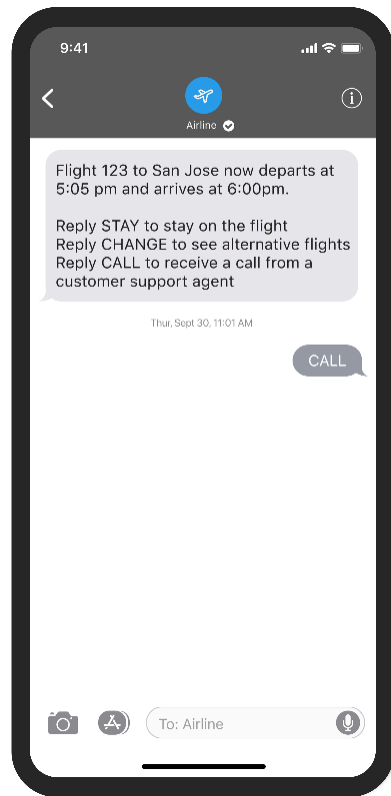 9:41
Airline
Flight 123 to San Jose now departs at
5:05 pm and arrives at 6:00pm.
Reply STAY to stay on the flight
Reply CHANGE to see alternative flights
Reply CALL to receive a call from a
customer support agent
Thur, Sept 30, 11:01 AM
CALL
To: Airline